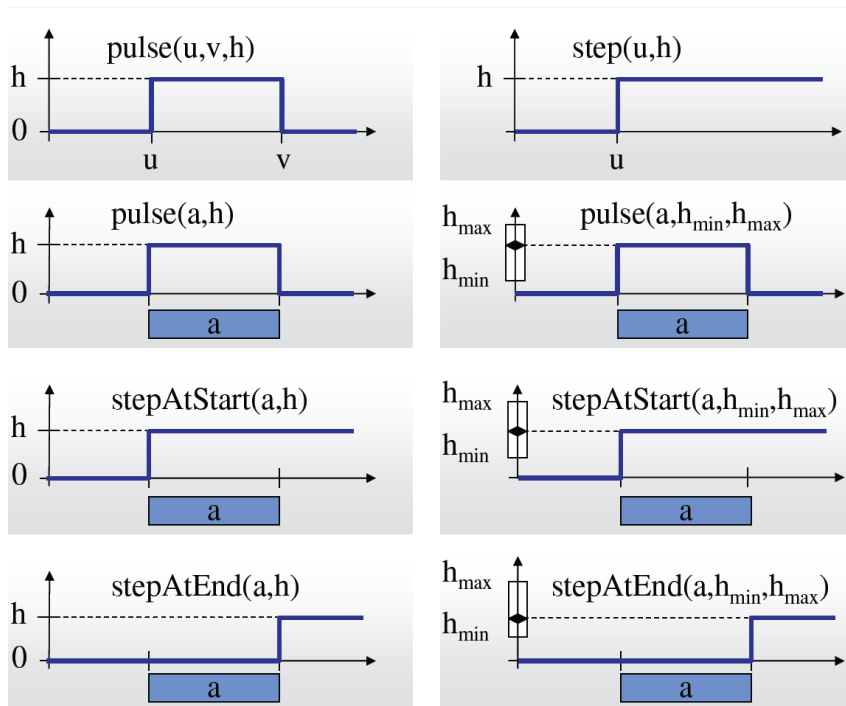 pulse(u,v,h)
h
0
u v
step(u,h)
h
u
pulse(a,h)
h
0
a
pulse(a,hmin,hmax)
hmax
hmin
a
stepAtStart(a,h)
h
0
a
stepAtStart(a,hmin,hmax)
hmax
hmin
a
stepAtEnd(a,h)
h
0
a
stepAtEnd(a,hmin,hmax)
hmax
hmin
a